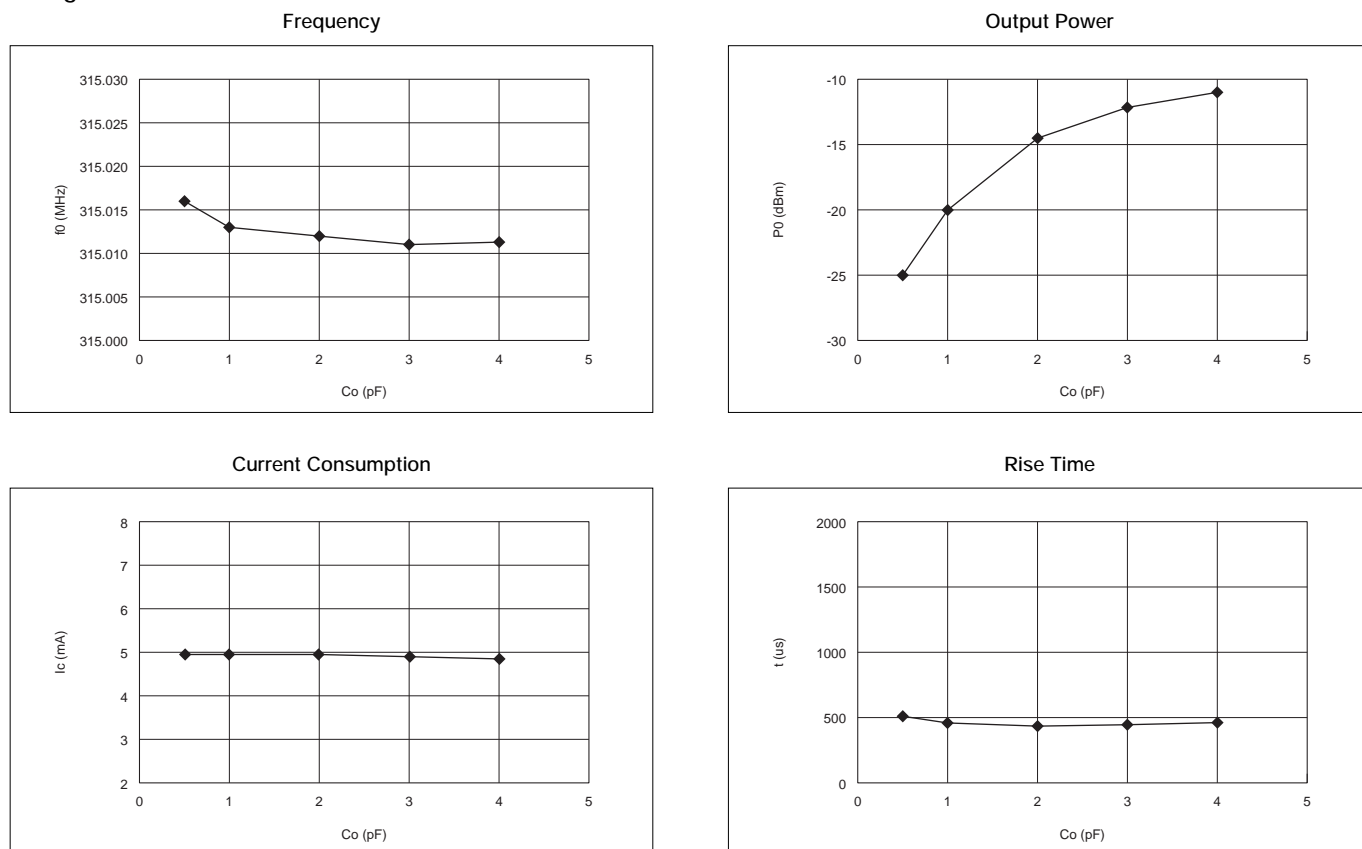 Frequency
315.030
315.025
315.020
315.015
315.010
315.005
315.000
f0 (MHz)
0 1 2 3 4 5
Co (pF)
Output Power
-10
-15
-20
-25
-30
P0 (dBm)
0 1 2 3 4 5
Co (pF)
Current Consumption
8
7
6
5
4
3
2
Ic (mA)
0 1 2 3 4 5
Co (pF)
Rise Time
2000
1500
1000
500
0
t (us)
0 1 2 3 4 5
Co (pF)